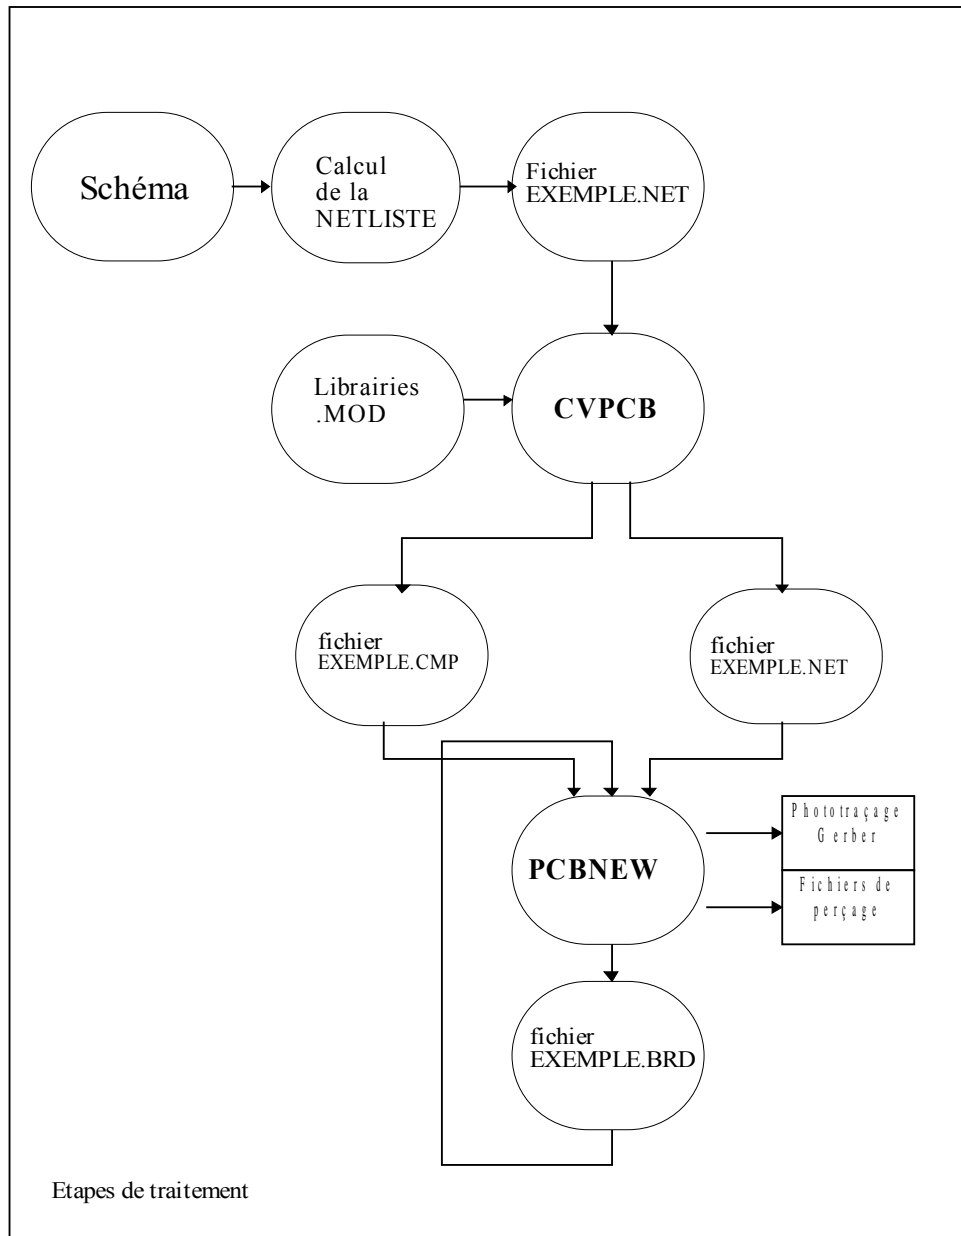 Schéma
Calcul
de la
NETLISTE
Fichier
EXEMPLE.NET
Librairies
.MOD
CVPCB
fichier
EXEMPLE.CMP
fichier
EXEMPLE.NET
PCBNEW
Phototraçage
Gerber
Fichiers de
perçage
fichier
EXEMPLE.BRD
Etapes de traitement